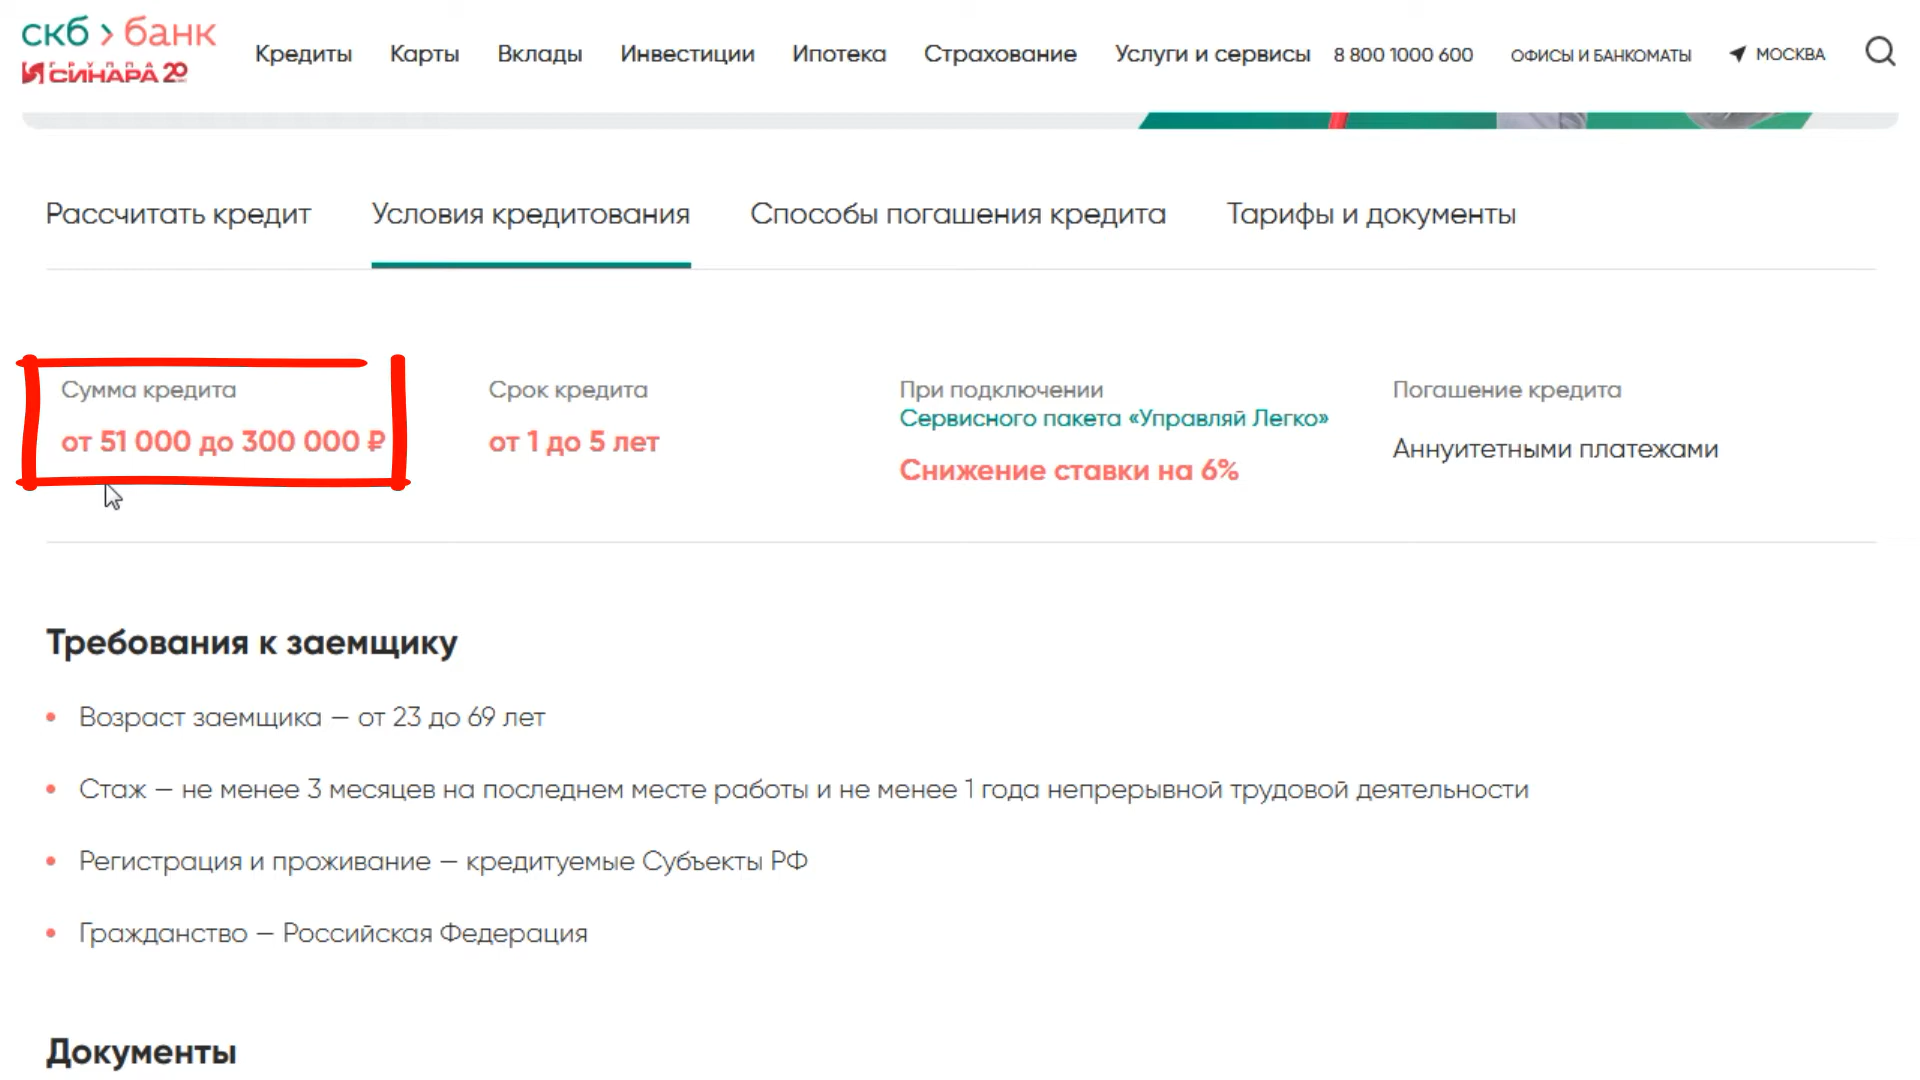 скб > банк
ГРУППА
СИНАРА 20
Кредиты
Карты
Вклады
Инвестиции
Ипотека
Страхование
Услуги и сервисы
8 800 1000 600
ОФИСЫ И БАНКОМАТЫ
МОСКВА
Рассчитать кредит
Условия кредитования
Способы погашения кредита
Тарифы и документы
Сумма кредита
от 51 000 до 300 000 ₽
Срок кредита
от 1 до 5 лет
При подключении
Сервисного пакета «Управляй Легко»
Снижение ставки на 6%
Погашение кредита
Аннуитетными платежами
Требования к заемщику
Возраст заемщика — от 23 до 69 лет
Стаж — не менее 3 месяцев на последнем месте работы и не менее 1 года непрерывной трудовой деятельности
Регистрация и проживание — кредитуемые Субъекты РФ
Гражданство — Российская Федерация
Документы